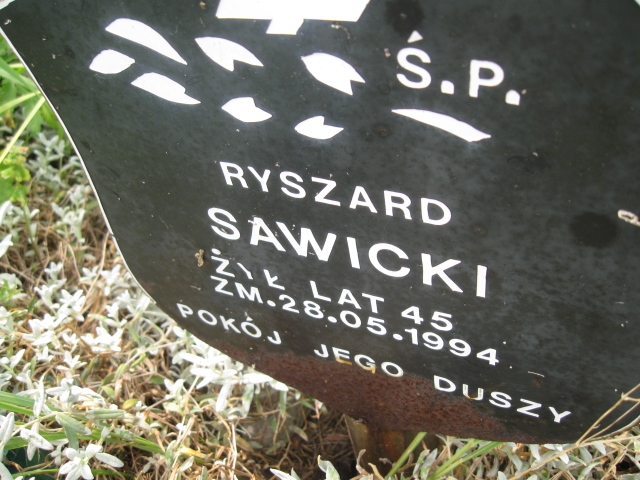 Ś.P.
RYSZARD
SAWICKI
ŻYŁ LAT 45
ZM. 28.05.1994
POKÓJ JEGO DUSZY